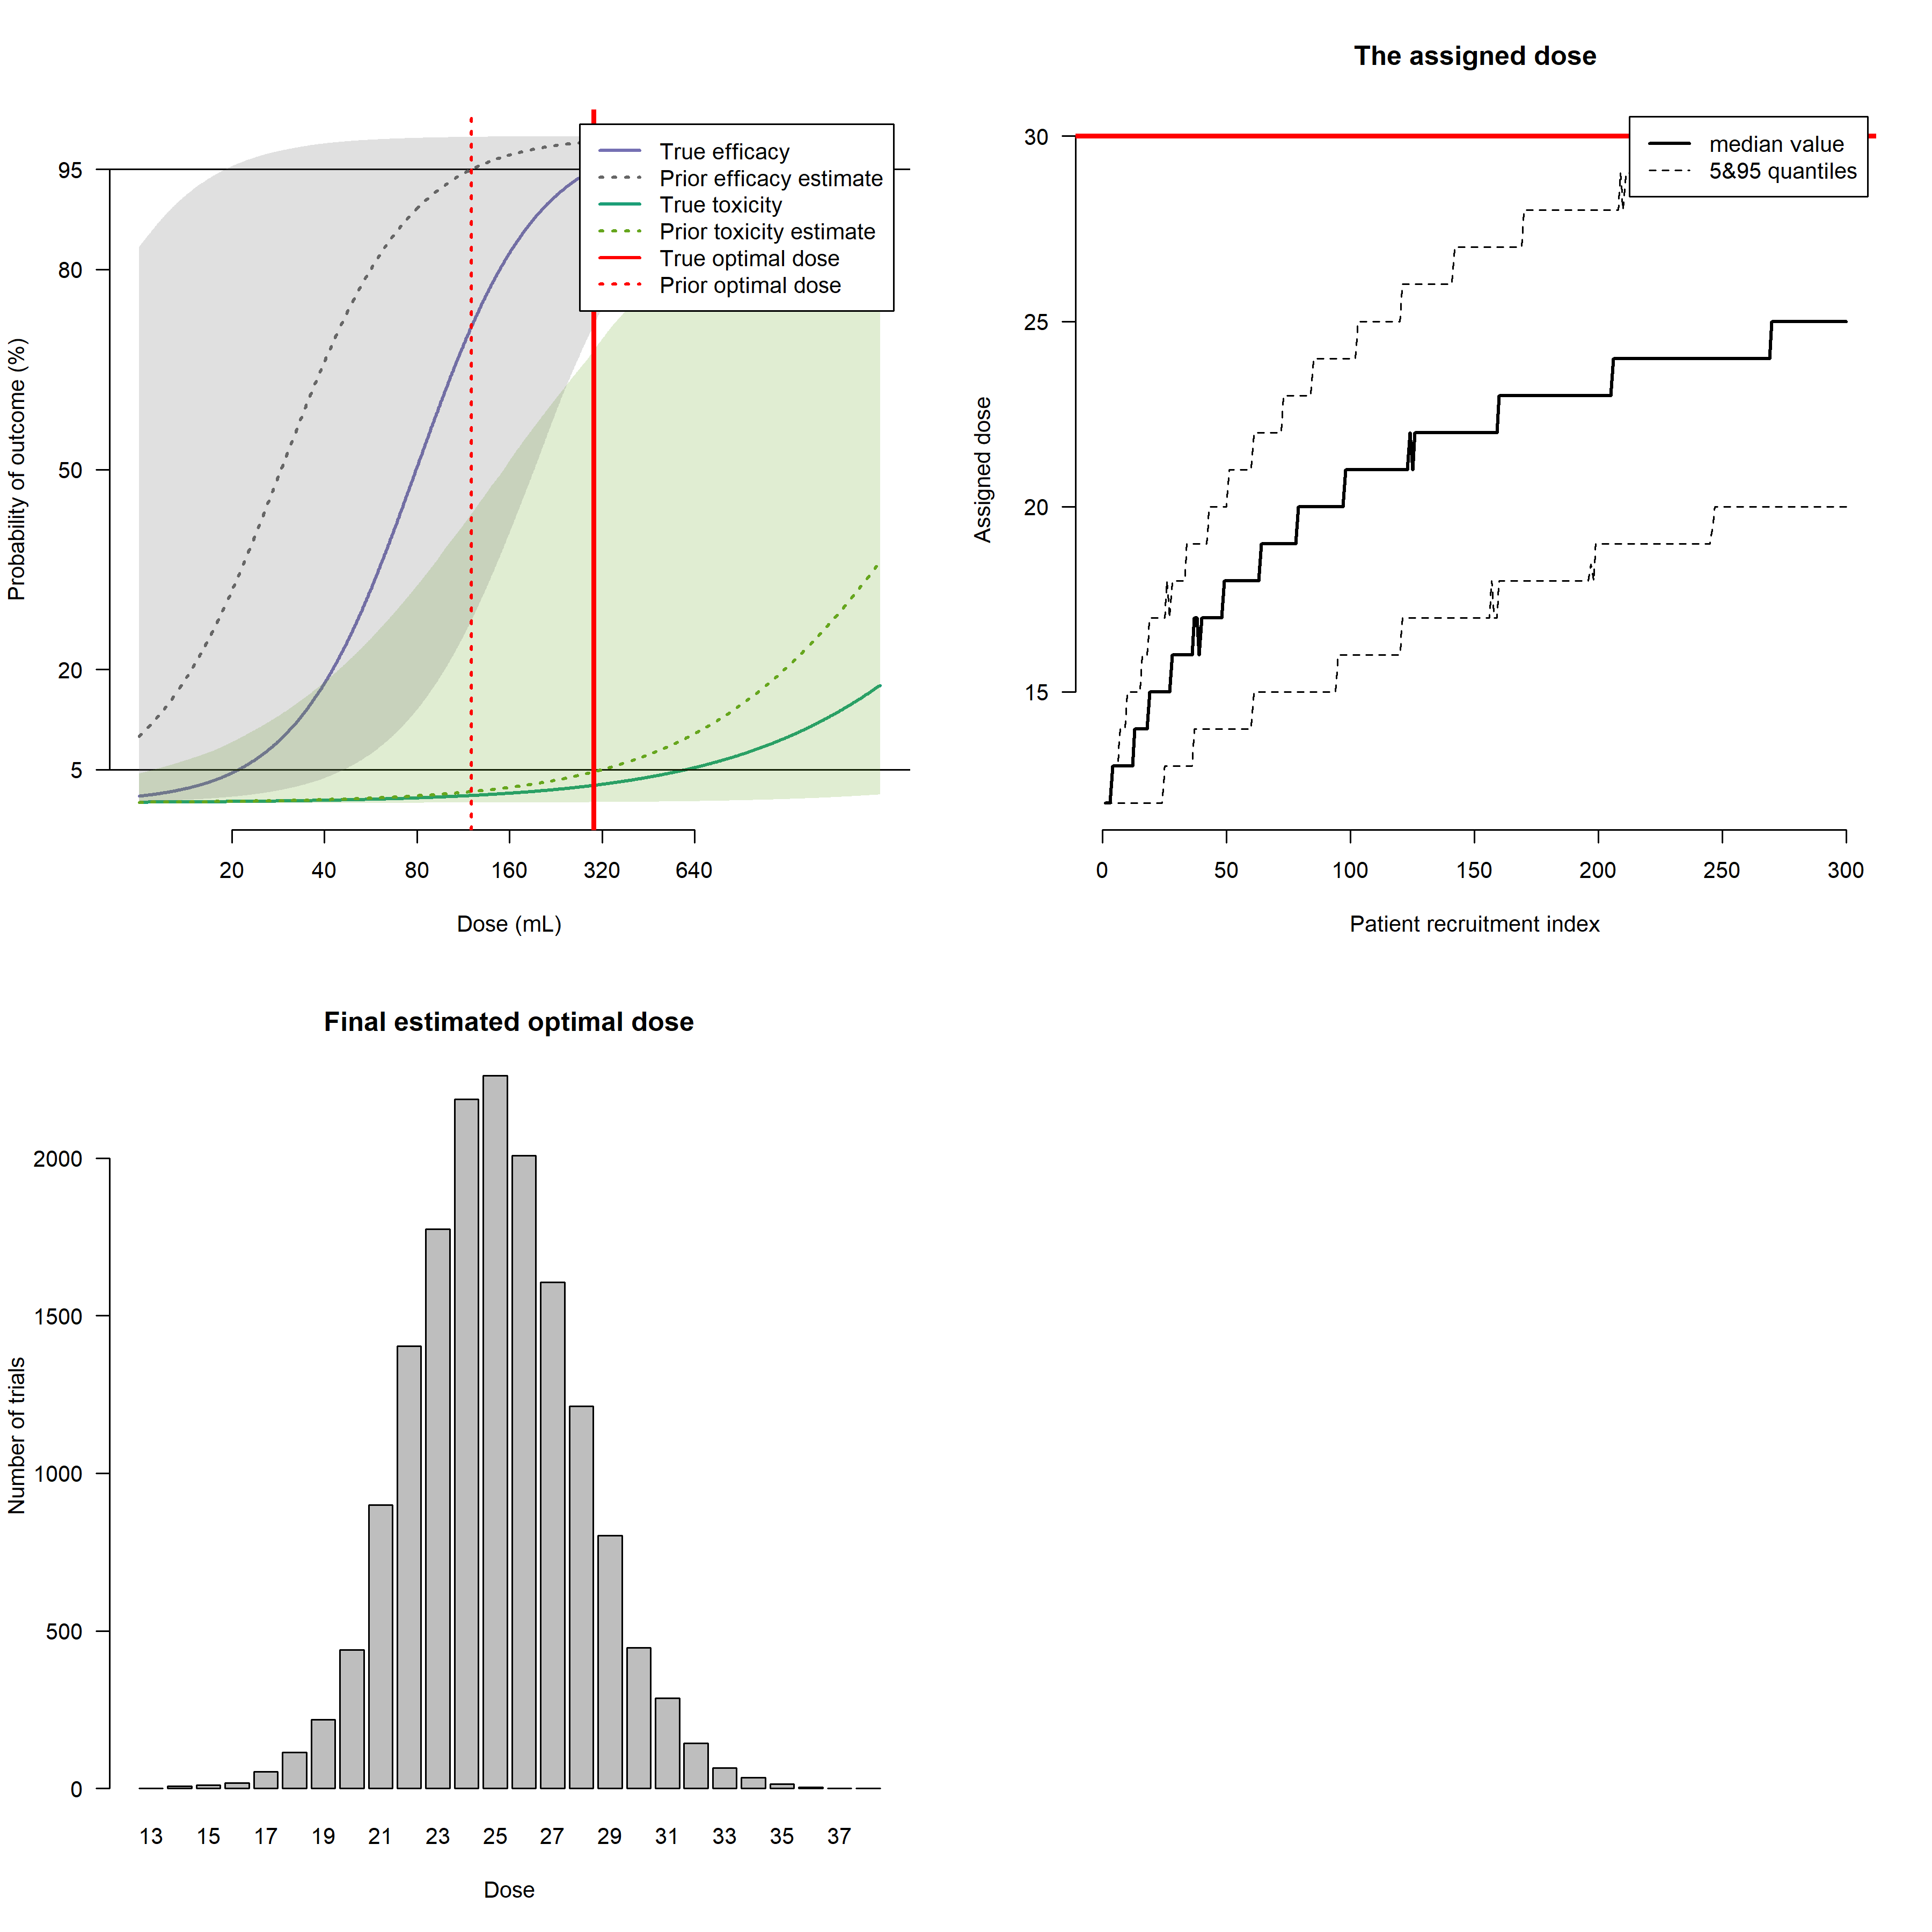 95
80
50
20
5
Probability of outcome (%)
True efficacy
Prior efficacy estimate
True toxicity
Prior toxicity estimate
True optimal dose
Prior optimal dose
20 40 80 160 320 640
Dose (mL)
The assigned dose
30
25
20
15
Assigned dose
median value
5&95 quantiles
0 50 100 150 200 250 300
Patient recruitment index
Final estimated optimal dose
2000
1500
1000
500
0
Number of trials
13 15 17 19 21 23 25 27 29 31 33 35 37
Dose